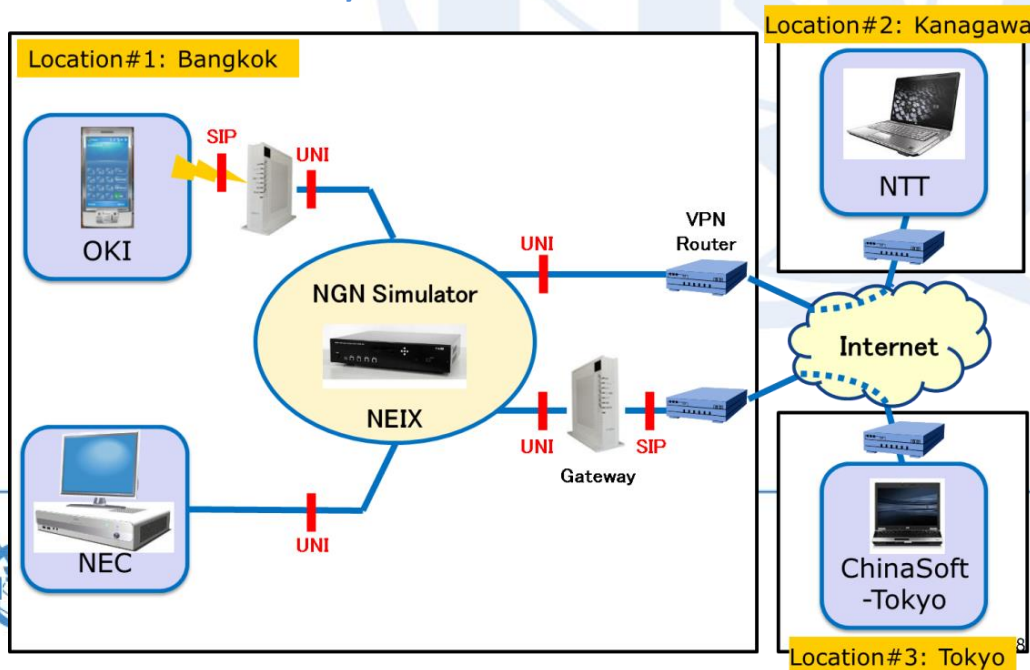 Location#1: Bangkok
Location#2: Kanagawa
SIP
UNI
OKI
NTT
VPN
Router
UNI
NGN Simulator
Internet
NEIX
UNI
SIP
Gateway
UNI
NEC
ChinaSoft
-Tokyo
8
Location#3: Tokyo